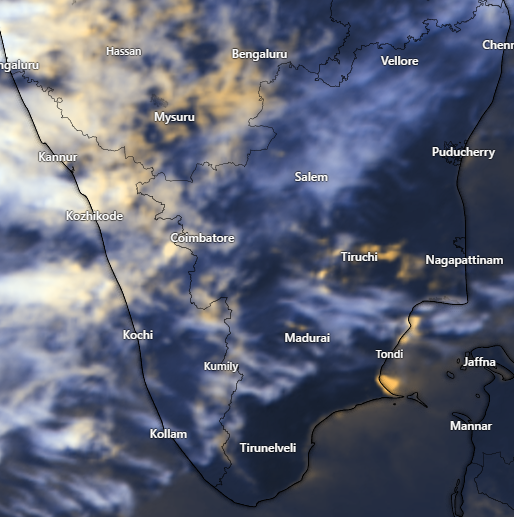 Hassan
Bengaluru
Chenn
Vellore
ngaluru
Mysuru
Kannur
Puducherry
Salem
Kozhikode
Coimbatore
Tiruchi
Nagapattinam
Kochi
Madurai
Tondi
Jaffna
Kumily
Mannar
Kollam
Tirunelveli